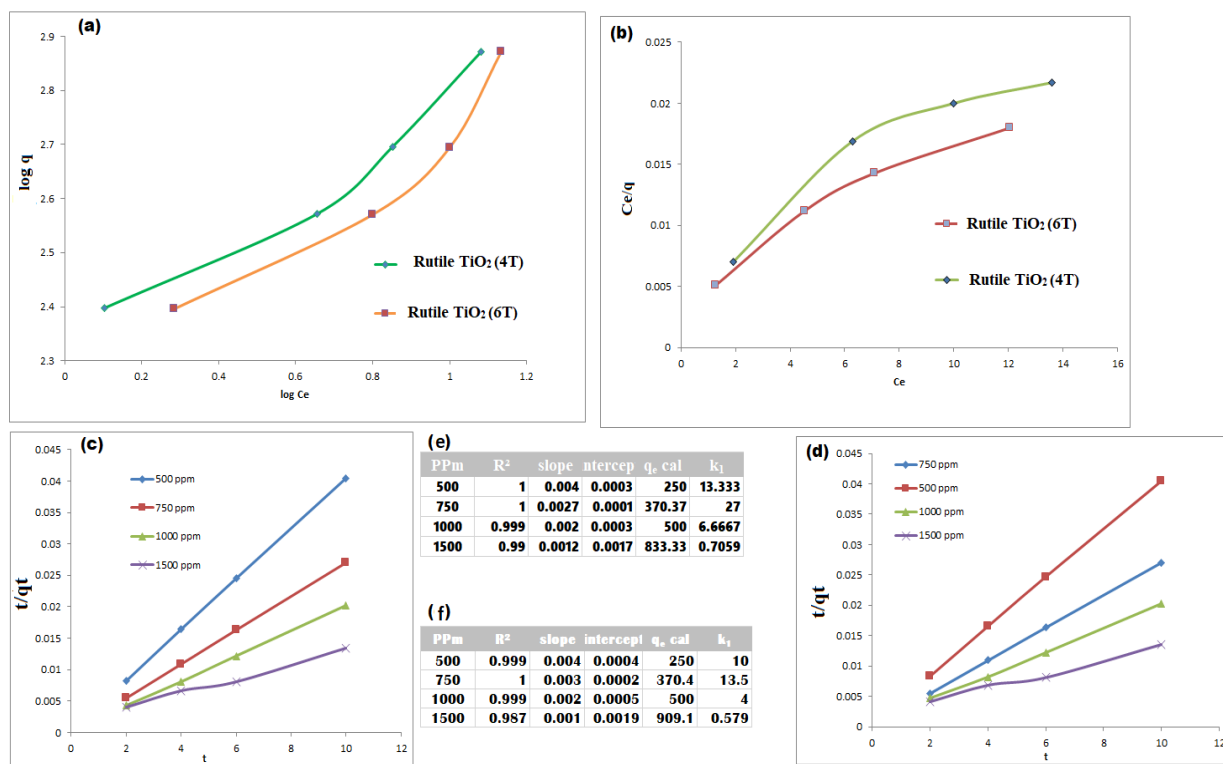 (a)
2.9
2.8
2.7
2.6
2.5
2.4
2.3
log q
0 0.2 0.4 0.6 0.8 1 1.2
log Ce
Rutile TiO₂ (4T)
Rutile TiO₂ (6T)
(b)
0.025
0.02
0.015
0.01
0.005
0
Ce/q
0 2 4 6 8 10 12 14 16
Ce
Rutile TiO₂ (6T)
Rutile TiO₂ (4T)
(c)
0.045
0.04
0.035
0.03
0.025
0.02
0.015
0.01
0.005
0
t/qt
0 2 4 6 8 10 12
t
500 ppm
750 ppm
1000 ppm
1500 ppm
(e)
PPm R² slope ntercep qₑ cal k₁
500 1 0.004 0.0003 250 13.333
750 1 0.0027 0.0001 370.37 27
1000 0.999 0.002 0.0003 500 6.6667
1500 0.99 0.0012 0.0017 833.33 0.7059
(f)
PPm R² slope intercept qₑ cal k₁
500 0.999 0.004 0.0004 250 10
750 1 0.003 0.0002 370.4 13.5
1000 0.999 0.002 0.0005 500 4
1500 0.987 0.001 0.0019 909.1 0.579
(d)
0.045
0.04
0.035
0.03
0.025
0.02
0.015
0.01
0.005
0
t/qt
0 2 4 6 8 10 12
t
750 ppm
500 ppm
1000 ppm
1500 ppm